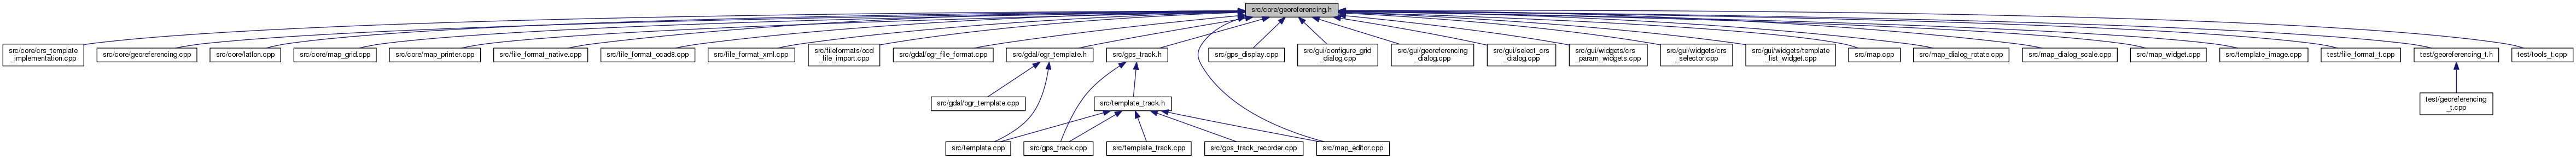 src/core/georeferencing.h
src/core/crs_template
_implementation.cpp
src/core/georeferencing.cpp
src/core/latlon.cpp
src/core/map_grid.cpp
src/core/map_printer.cpp
src/file_format_native.cpp
src/file_format_ocad8.cpp
src/file_format_xml.cpp
src/fileformats/ocd
_file_import.cpp
src/gdal/ogr_file_format.cpp
src/gdal/ogr_template.h
src/gps_track.h
src/gps_display.cpp
src/gui/configure_grid
_dialog.cpp
src/gui/georeferencing
_dialog.cpp
src/gui/select_crs
_dialog.cpp
src/gui/widgets/crs
_param_widgets.cpp
src/gui/widgets/crs
_selector.cpp
src/gui/widgets/template
_list_widget.cpp
src/map.cpp
src/map_dialog_rotate.cpp
src/map_dialog_scale.cpp
src/map_widget.cpp
src/template_image.cpp
test/file_format_t.cpp
test/georeferencing_t.h
test/tools_t.cpp
src/gdal/ogr_template.cpp
src/template_track.h
test/georeferencing
_t.cpp
src/template.cpp
src/gps_track.cpp
src/template_track.cpp
src/gps_track_recorder.cpp
src/map_editor.cpp